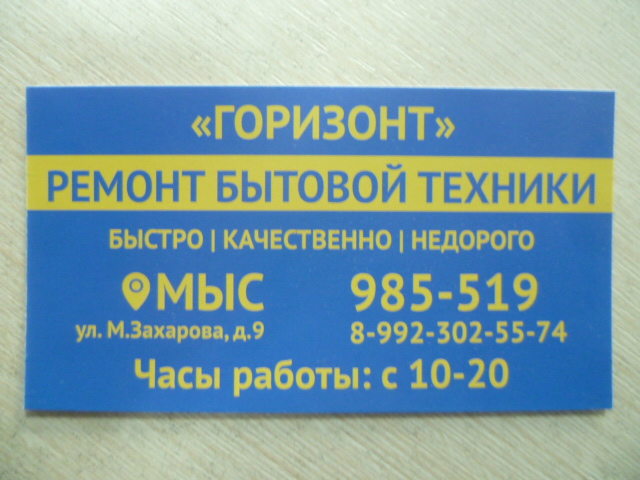 «ГОРИЗОНТ»
РЕМОНТ БЫТОВОЙ ТЕХНИКИ
БЫСТРО | КАЧЕСТВЕННО | НЕДОРОГО
МЫС
ул. М.Захарова, д.9
985-519
8-992-302-55-74
Часы работы: с 10-20